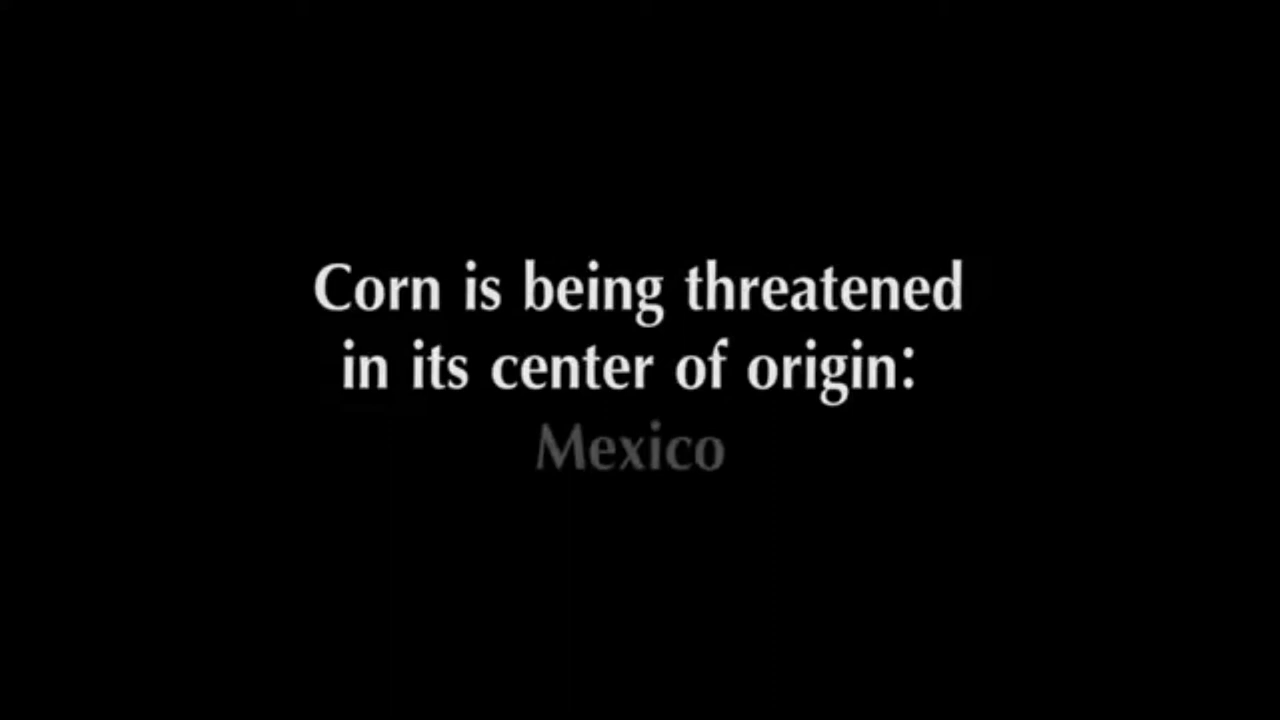 Corn is being threatened
in its center of origin:
Mexico